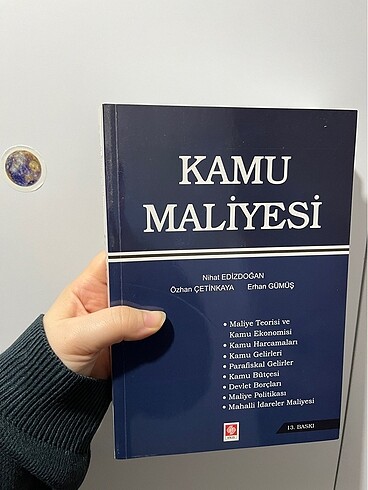 KAMU
MALİYESİ
Nihat EDİZDOĞAN
Özhan ÇETİNKAYA Erhan GÜMÜŞ
• Maliye Teorisi ve
Kamu Ekonomisi
• Kamu Harcamaları
• Kamu Gelirleri
• Parafiskal Gelirler
• Kamu Bütçesi
• Devlet Borçları
• Maliye Politikası
• Mahalli İdareler Maliyesi
13. BASKI